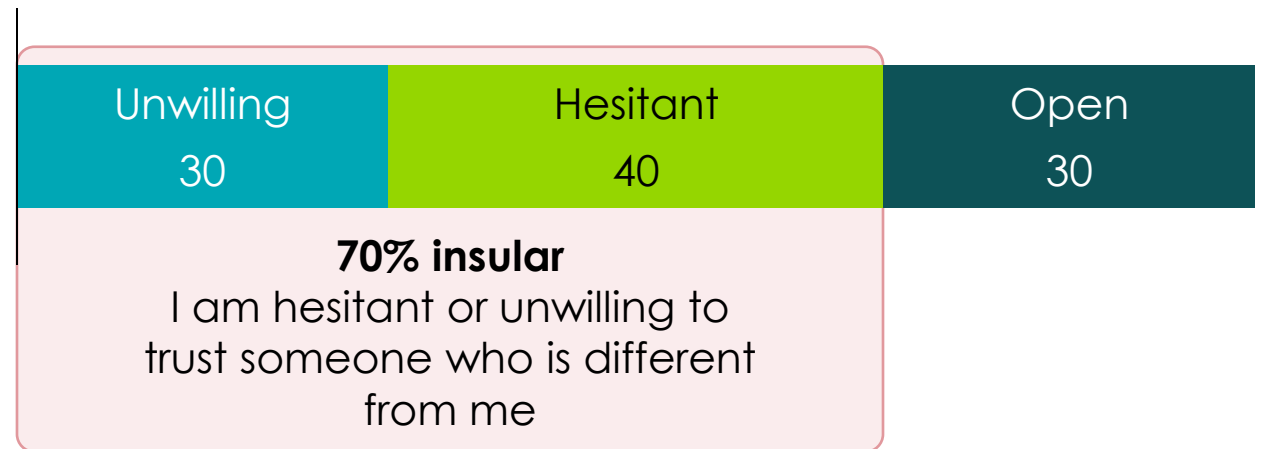 Unwilling Hesitant Open
30 40 30
70% insular
I am hesitant or unwilling to
trust someone who is different
from me